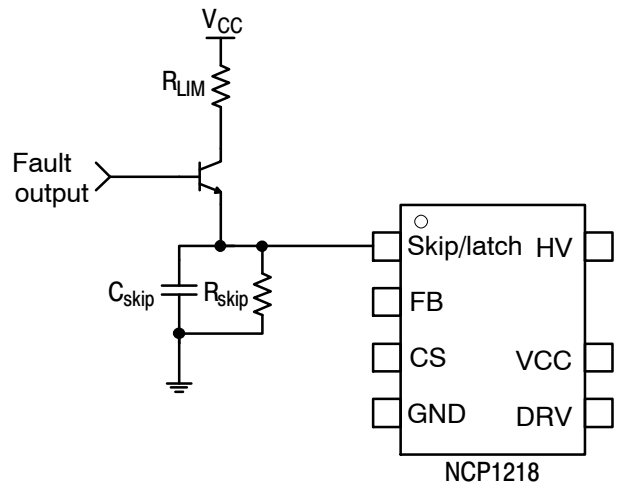 VCC
RLIM
Fault
output
Cskip
Rskip
Skip/latch HV
FB
CS VCC
GND DRV
NCP1218